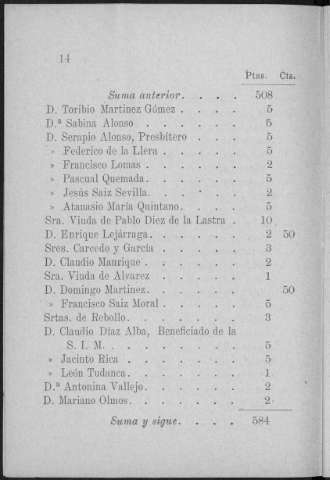 14
Ptas. Cts.
Suma anterior. . . . 508
D. Toribio Martinez Gómez . . . . 5
D.ª Sabina Alonso . . . . . . 5
D. Serapio Alonso, Presbítero . . . 5
» Federico de la Llera . . . . . 5
» Francisco Lomas . . . . . . 2
» Pascual Quemada. . . . . . 5
» Jesús Saiz Sevilla. . . . . . 2
» Atanasio María Quintano. . . . . 5
Sra. Viuda de Pablo Diez de la Lastra . 10
D. Enrique Lejárraga. . . . . . 2 50
Sres. Carcedo y García . . . . . 3
D. Claudio Manrique . . . . . . 2
Sra. Viuda de Alvarez . . . . . 1
D. Domingo Martinez. . . . . . 50
» Francisco Saiz Moral . . . . . 5
Srtas. de Rebollo. . . . . . . 3
D. Claudio Díaz Alba, Beneficiado de la
S. I. M. . . . . . . . 5
» Jacinto Rica . . . . . . . 5
» León Tudanca. . . . . . . 1
D.ª Antonina Vallejo. . . . . . 2
D. Mariano Olmos. . . . . . . 2
Suma y sigue. . . . 584